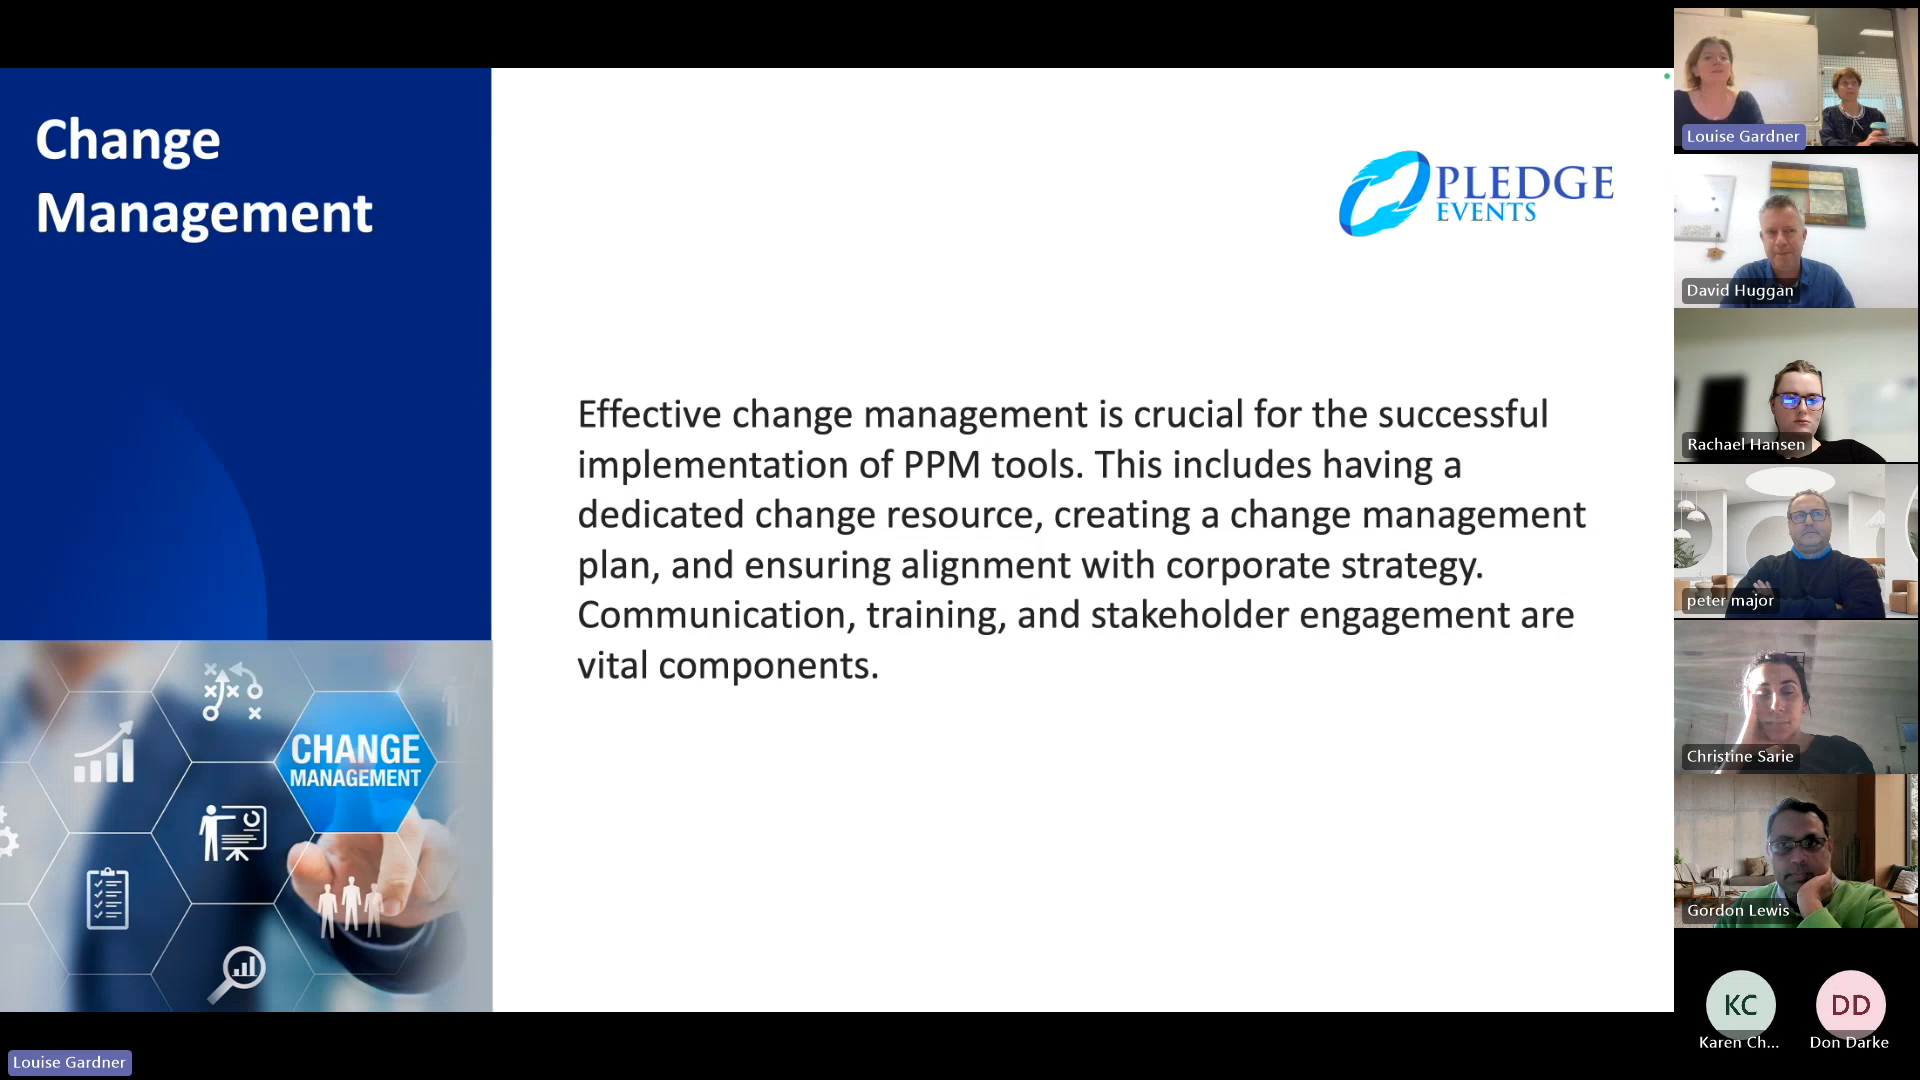 Change
Management
PLEDGE
EVENTS
Effective change management is crucial for the successful
implementation of PPM tools. This includes having a
dedicated change resource, creating a change management
plan, and ensuring alignment with corporate strategy.
Communication, training, and stakeholder engagement are
vital components.
CHANGE
MANAGEMENT
Louise Gardner
Louise Gardner
David Huggan
Rachael Hansen
peter major
Christine Sarie
Gordon Lewis
KC
DD
Karen Ch...
Don Darke